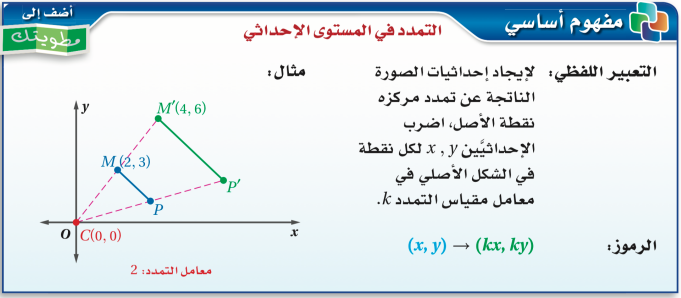 مفهوم أساسي
التمدد في المستوى الإحداثي
أضف إلى
مطويتك
التعبير اللفظي:
لإيجاد إحداثيات الصورة
الناتجة عن تمدد مركزه
نقطة الأصل، اضرب
الإحداثيَّين x , y لكل نقطة
في الشكل الأصلي في
معامل مقياس التمدد k.
الرموز:
(x, y) → (kx, ky)
مثال:
y
M′(4, 6)
M(2, 3)
P′
P
O
C(0, 0)
x
معامل التمدد: 2